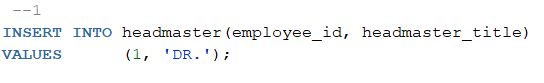 --1
INSERT INTO headmaster(employee_id, headmaster_title)
VALUES (1, 'DR.');